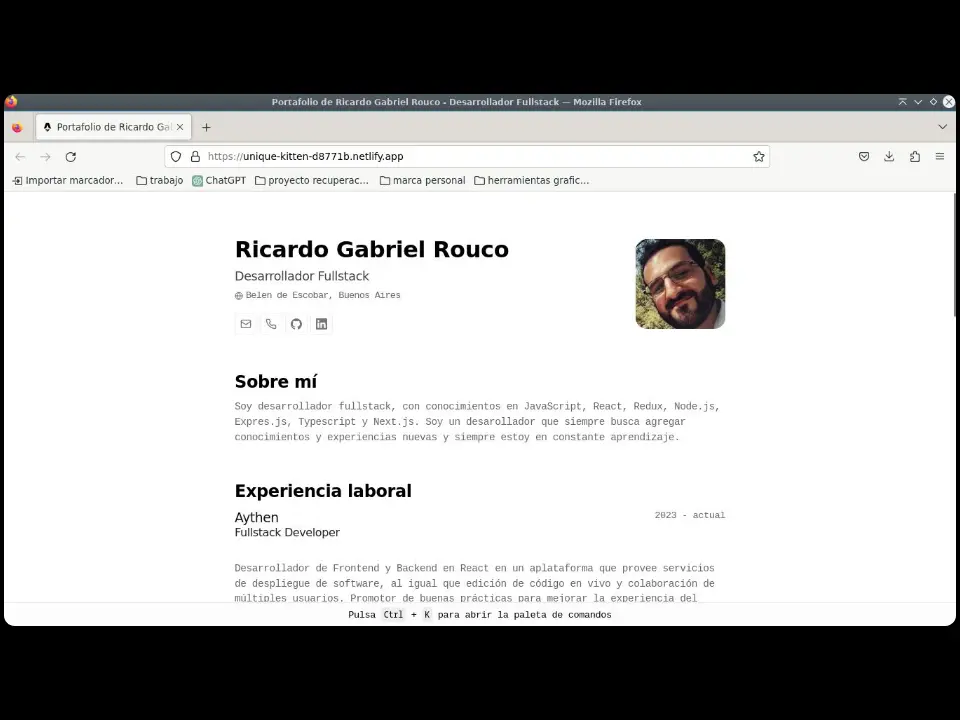 Portafolio de Ricardo Gabriel Rouco - Desarrollador Fullstack — Mozilla Firefox
Portafolio de Ricardo Gal
https://unique-kitten-d8771b.netlify.app
Importar marcador... trabajo ChatGPT proyecto recuperac... marca personal herramientas grafic...
Ricardo Gabriel Rouco
Desarrollador Fullstack
Belen de Escobar, Buenos Aires
Sobre mí
Soy desarrollador fullstack, con conocimientos en JavaScript, React, Redux, Node.js,
Expres.js, Typescript y Next.js. Soy un desarollador que siempre busca agregar
conocimientos y experiencias nuevas y siempre estoy en constante aprendizaje.
Experiencia laboral
Aythen
2023 - actual
Fullstack Developer
Desarrollador de Frontend y Backend en React en un aplataforma que provee servicios
de despliegue de software, al igual que edición de código en vivo y colaboración de
múltiples usuarios. Promotor de buenas prácticas para mejorar la experiencia del
Pulsa Ctrl + K para abrir la paleta de comandos